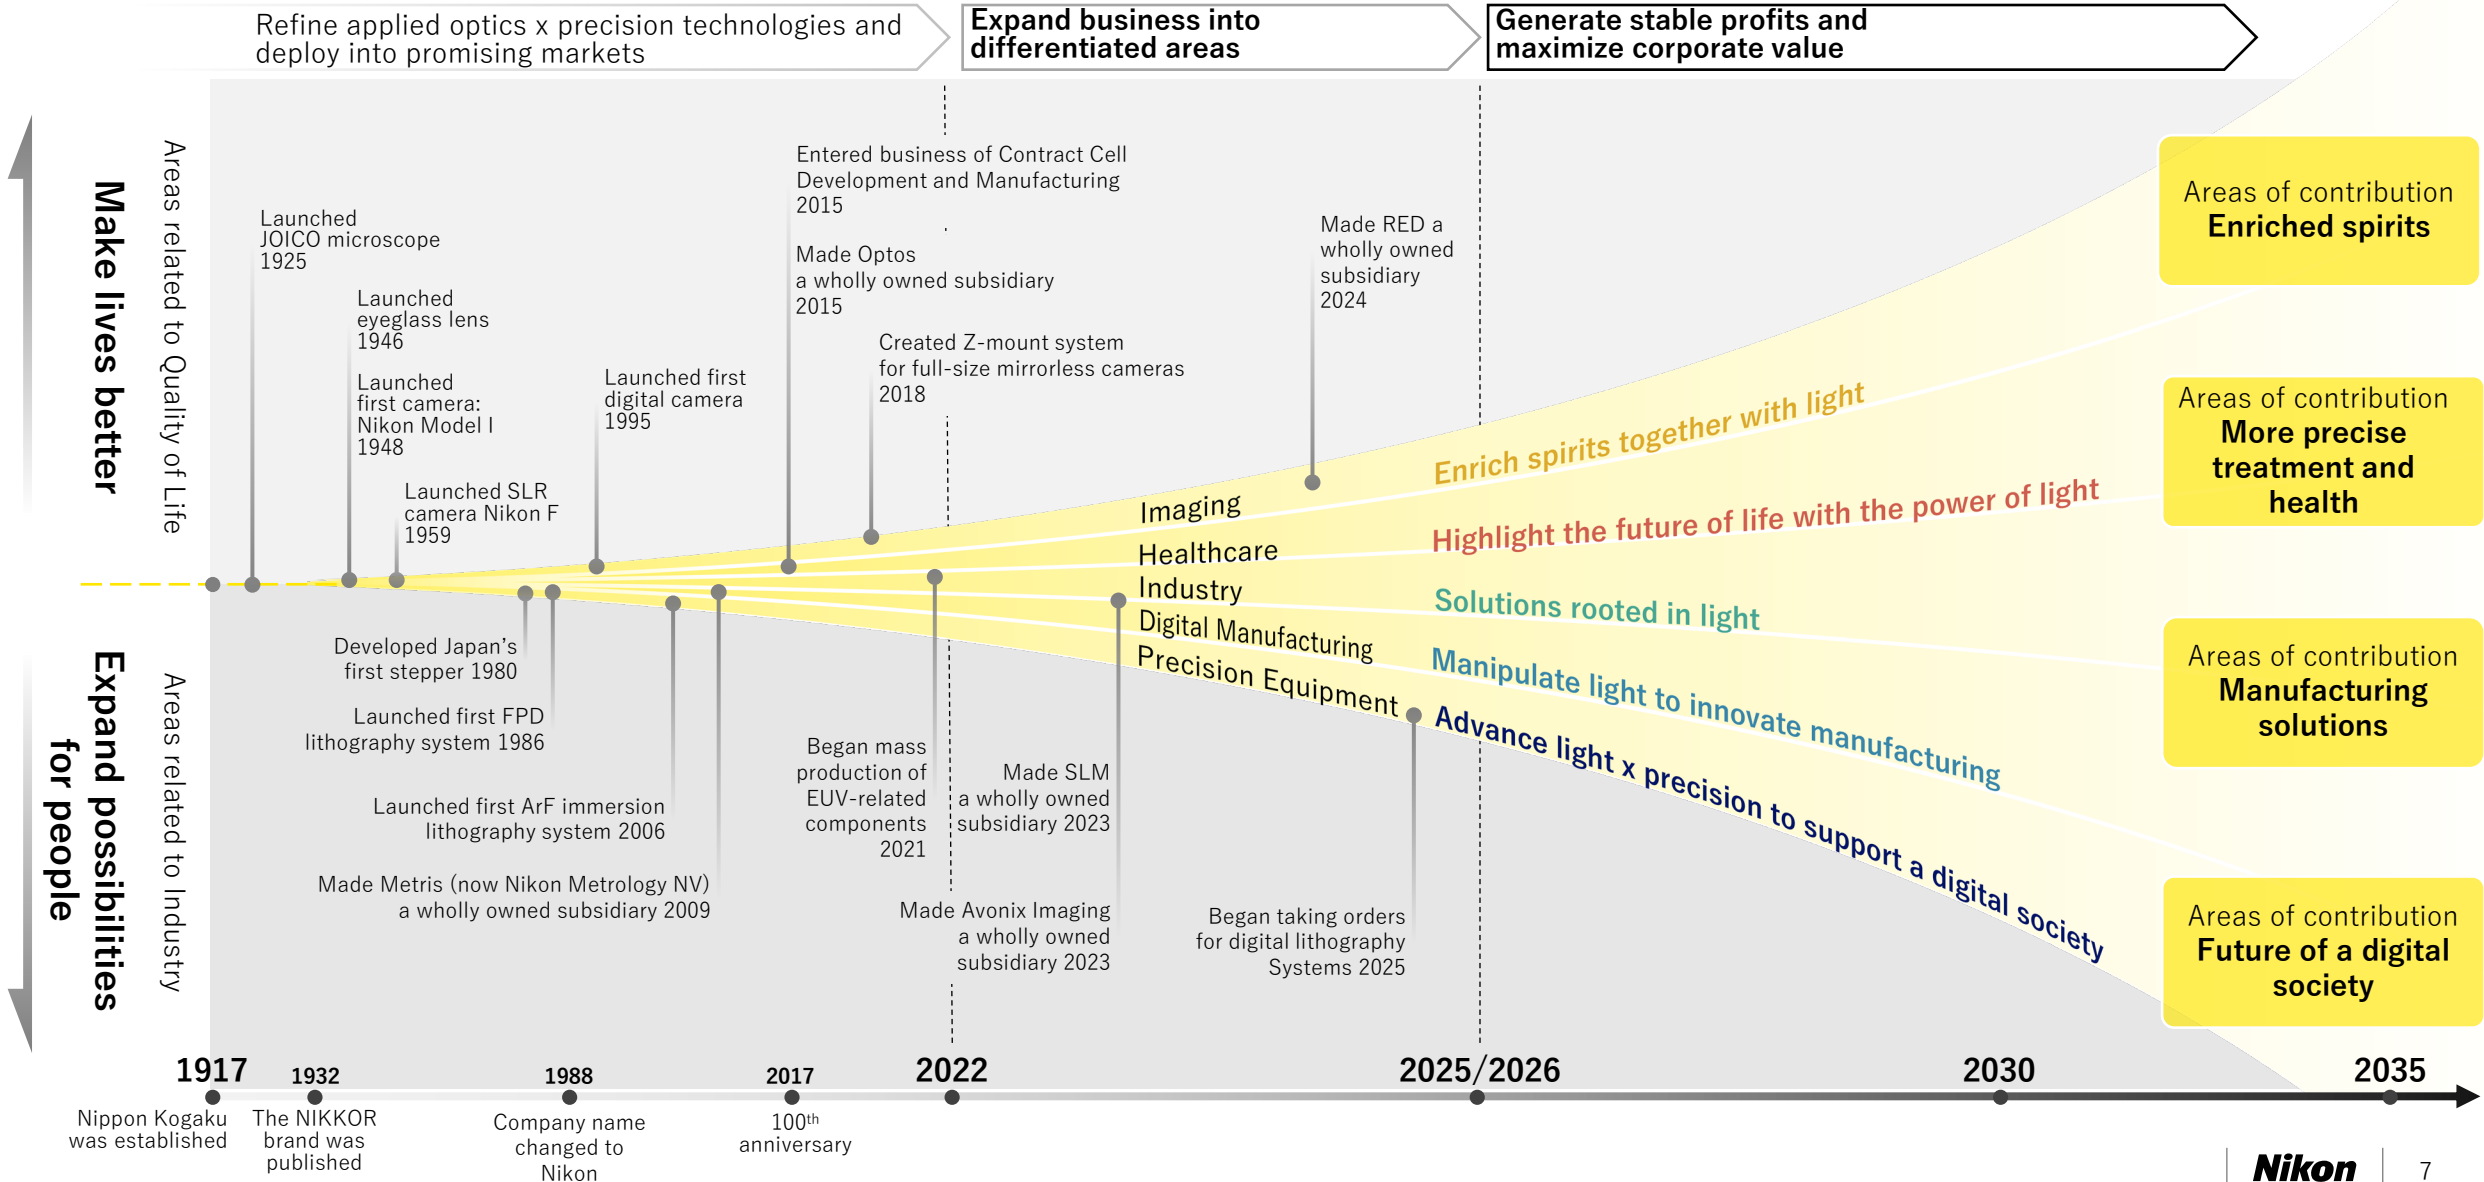 Refine applied optics x precision technologies and
deploy into promising markets
Expand business into
differentiated areas
Generate stable profits and
maximize corporate value
Make lives better
Areas related to Quality of Life
Expand possibilities
for people
Areas related to Industry
Launched
JOICO microscope
1925
Launched
eyeglass lens
1946
Launched
first camera:
Nikon Model I
1948
Launched SLR
camera Nikon F
1959
Launched first
digital camera
1995
Entered business of Contract Cell
Development and Manufacturing
2015
Made Optos
a wholly owned subsidiary
2015
Created Z-mount system
for full-size mirrorless cameras
2018
Made RED a
wholly owned
subsidiary
2024
Developed Japan's
first stepper 1980
Launched first FPD
lithography system 1986
Launched first ArF immersion
lithography system 2006
Made Metris (now Nikon Metrology NV)
a wholly owned subsidiary 2009
Began mass
production of
EUV-related
components
2021
Made SLM
a wholly owned
subsidiary 2023
Made Avonix Imaging
a wholly owned
subsidiary 2023
Began taking orders
for digital lithography
Systems 2025
Imaging
Healthcare
Industry
Digital Manufacturing
Precision Equipment
Enrich spirits together with light
Highlight the future of life with the power of light
Solutions rooted in light
Manipulate light to innovate manufacturing
Advance light x precision to support a digital society
Areas of contribution
Enriched spirits
Areas of contribution
More precise
treatment and
health
Areas of contribution
Manufacturing
solutions
Areas of contribution
Future of a digital
society
1917
1932
1988
2017
2022
2025/2026
2030
2035
Nippon Kogaku
was established
The NIKKOR
brand was
published
Company name
changed to
Nikon
100th
anniversary
Nikon
7